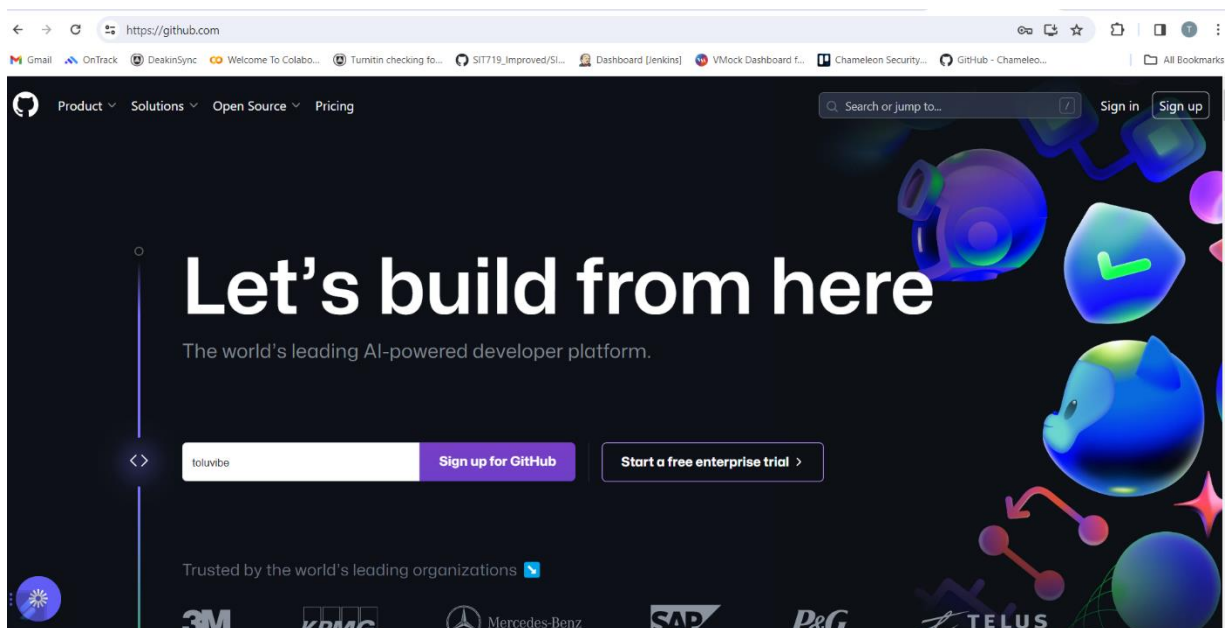 https://github.com
Gmail OnTrack DeakinSync Welcome To Colabo... Turnitin checking fo... SIT719_Improved/SI... Dashboard [Jenkins] VMock Dashboard f... Chameleon Security... GitHub - Chameleo... All Bookmarks
Product Solutions Open Source Pricing Search or jump to... / Sign in Sign up
Let's build from here
The world's leading AI-powered developer platform.
toluvibe Sign up for GitHub Start a free enterprise trial
Trusted by the world's leading organizations
3M KPMG Mercedes-Benz SAP P&G TELUS